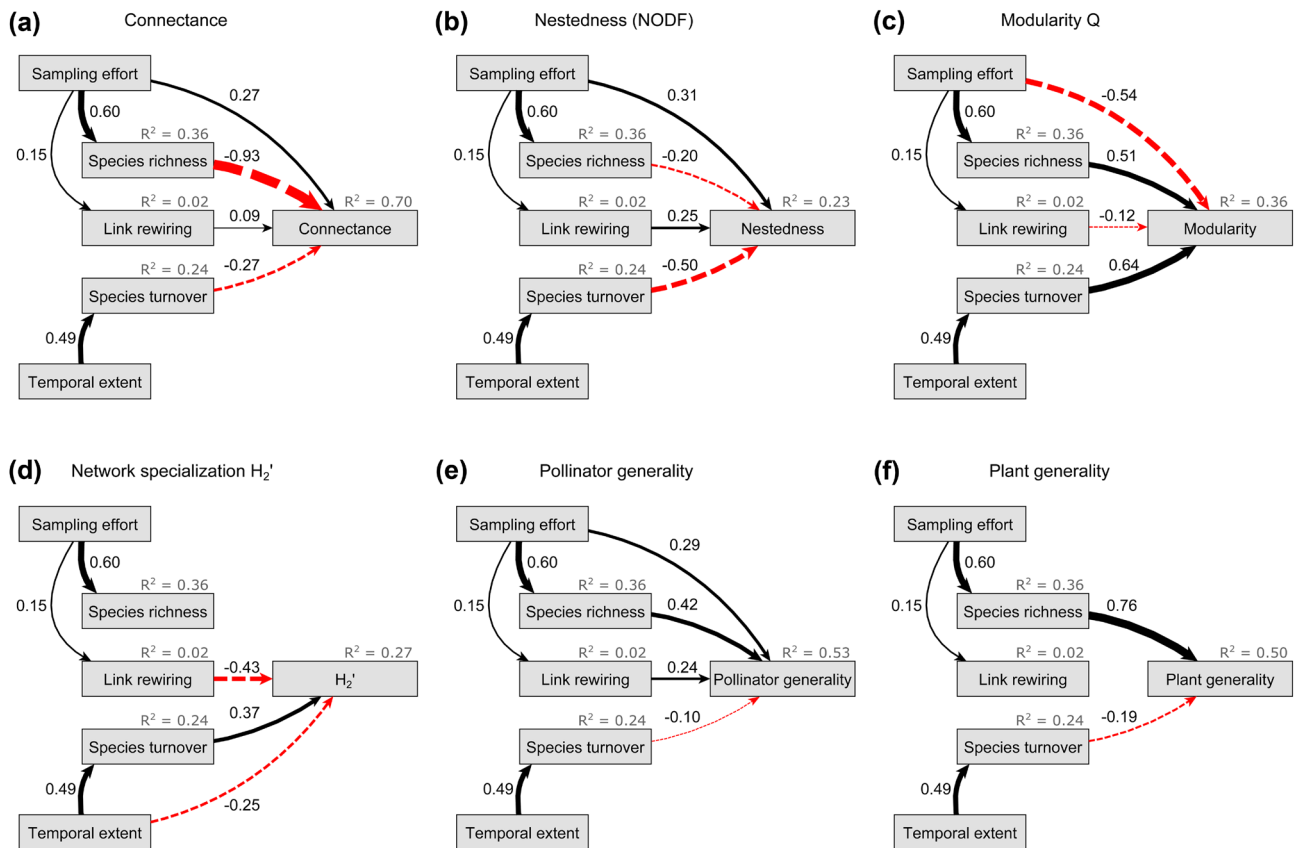 (a) Connectance
Sampling effort
0.27
0.60
R² = 0.36
0.15
Species richness
-0.93
R² = 0.02
R² = 0.70
Link rewiring
0.09
Connectance
R² = 0.24
-0.27
Species turnover
0.49
Temporal extent
(b) Nestedness (NODF)
Sampling effort
0.31
0.60
R² = 0.36
0.15
Species richness
-0.20
R² = 0.02
R² = 0.23
Link rewiring
0.25
Nestedness
R² = 0.24
-0.50
Species turnover
0.49
Temporal extent
(c) Modularity Q
Sampling effort
-0.54
0.60
R² = 0.36
0.15
Species richness
0.51
R² = 0.02
R² = 0.36
Link rewiring
-0.12
Modularity
R² = 0.24
0.64
Species turnover
0.49
Temporal extent
(d) Network specialization H₂'
Sampling effort
0.60
R² = 0.36
0.15
Species richness
R² = 0.02
R² = 0.27
Link rewiring
-0.43
H₂'
R² = 0.24
0.37
Species turnover
0.49
-0.25
Temporal extent
(e) Pollinator generality
Sampling effort
0.29
0.60
R² = 0.36
0.15
Species richness
0.42
R² = 0.02
R² = 0.53
Link rewiring
0.24
Pollinator generality
R² = 0.24
-0.10
Species turnover
0.49
Temporal extent
(f) Plant generality
Sampling effort
0.60
R² = 0.36
0.15
Species richness
0.76
R² = 0.02
R² = 0.50
Link rewiring
Plant generality
R² = 0.24
-0.19
Species turnover
0.49
Temporal extent